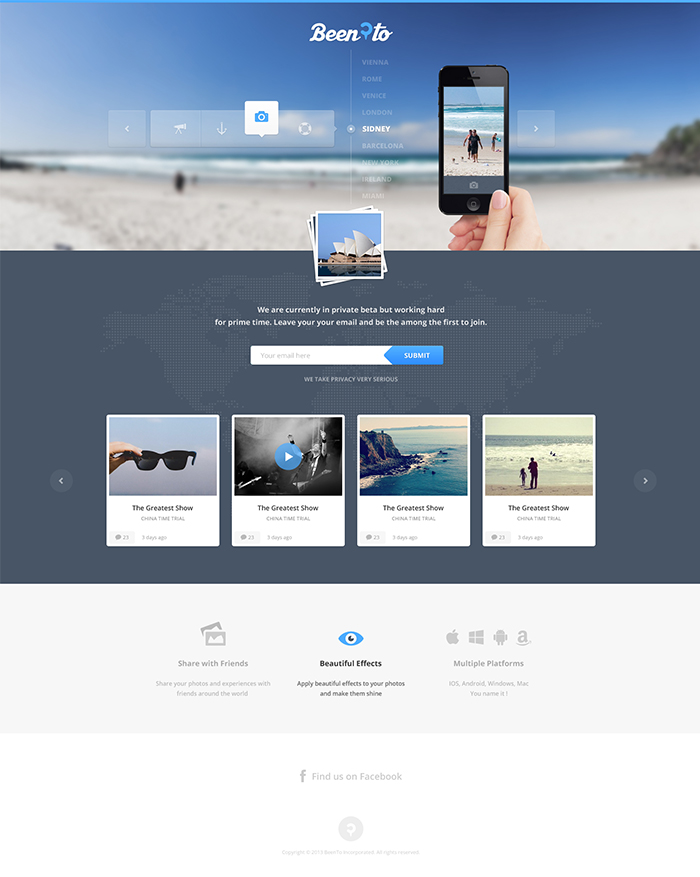 Been to
VIENNA
ROME
VENICE
LONDON
SIDNEY
BARCELONA
NEW YORK
IRELAND
MIAMI
We are currently in private beta but working hard
for prime time. Leave your your email and be the among the first to join.
Your email here
SUBMIT
WE TAKE PRIVACY VERY SERIOUS
The Greatest Show
CHINA TIME TRIAL
23 3 days ago
The Greatest Show
CHINA TIME TRIAL
23 3 days ago
The Greatest Show
CHINA TIME TRIAL
23 3 days ago
The Greatest Show
CHINA TIME TRIAL
23 3 days ago
Share with Friends
Share your photos and experiences with
friends around the world
Beautiful Effects
Apply beautiful effects to your photos
and make them shine
Multiple Platforms
IOS, Android, Windows, Mac
You name it !
Find us on Facebook
Copyright © 2013 BeenTo Incorporated. All rights reserved.